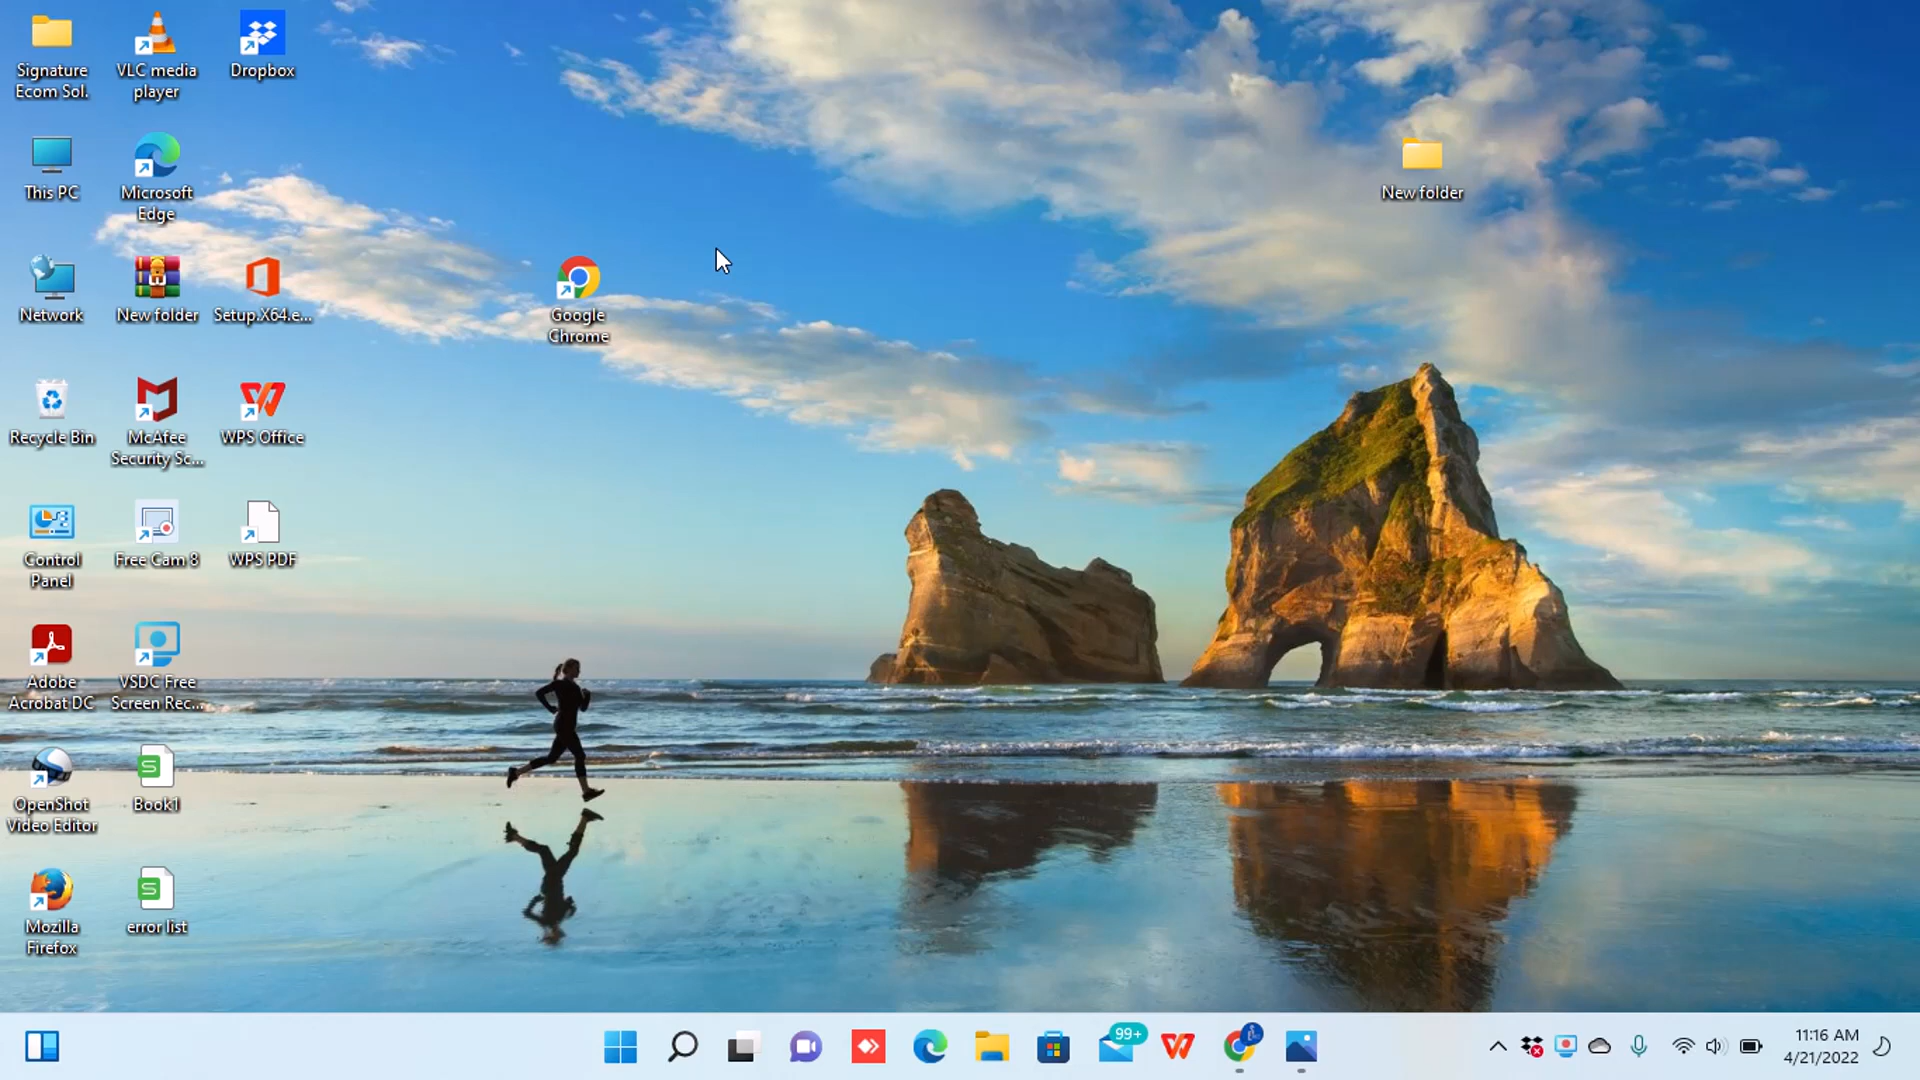 Signature
Ecom Sol.
VLC media
player
Dropbox
This PC
Microsoft
Edge
New folder
Network
New folder
Setup.X64.e...
Google
Chrome
Recycle Bin
McAfee
Security Sc...
WPS Office
Control
Panel
Free Cam 8
WPS PDF
Adobe
Acrobat DC
VSDC Free
Screen Rec...
OpenShot
Video Editor
Book1
Mozilla
Firefox
error list
99+
11:16 AM
4/21/2022